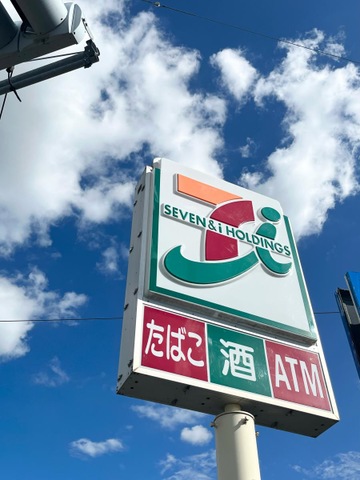 SEVEN&i HOLDINGS
たばこ 酒 ATM